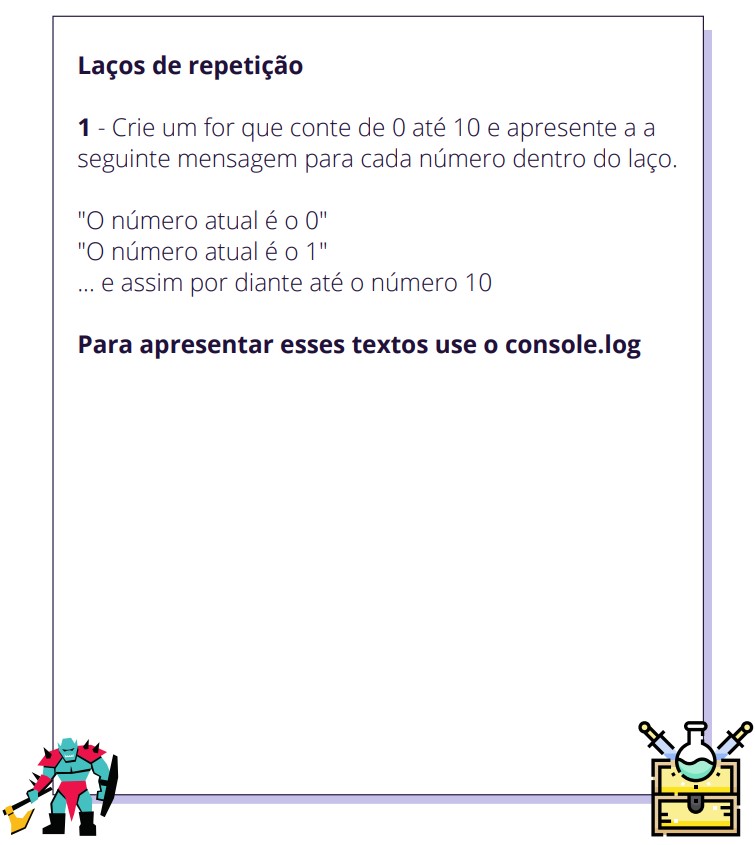 Laços de repetição
1 - Crie um for que conte de 0 até 10 e apresente a a
seguinte mensagem para cada número dentro do laço.
"O número atual é o 0"
"O número atual é o 1"
... e assim por diante até o número 10
Para apresentar esses textos use o console.log